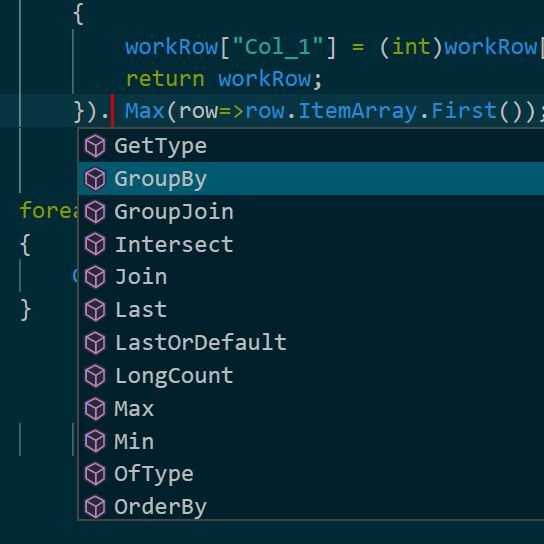 {
workRow["Col_1"] = (int)workRow[
return workRow;
}). Max(row=>row.ItemArray.First());
GetType
GroupBy
GroupJoin
Intersect
Join
Last
LastOrDefault
LongCount
Max
Min
OfType
OrderBy
forea
{
}